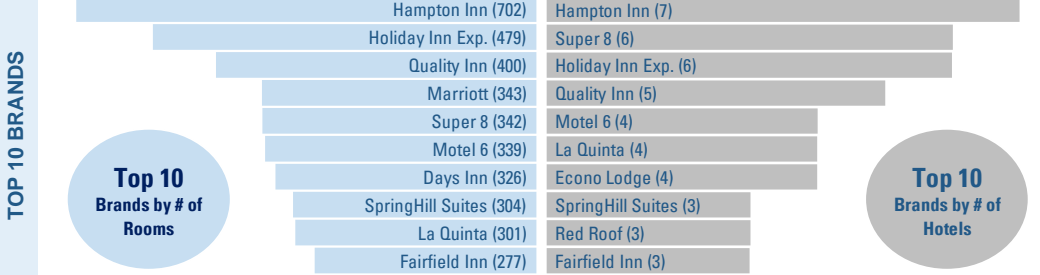 TOP 10 BRANDS
Hampton Inn (702)
Holiday Inn Exp. (479)
Quality Inn (400)
Marriott (343)
Super 8 (342)
Motel 6 (339)
Days Inn (326)
SpringHill Suites (304)
La Quinta (301)
Fairfield Inn (277)
Top 10
Brands by # of
Rooms
Hampton Inn (7)
Super 8 (6)
Holiday Inn Exp. (6)
Quality Inn (5)
Motel 6 (4)
La Quinta (4)
Econo Lodge (4)
SpringHill Suites (3)
Red Roof (3)
Fairfield Inn (3)
Top 10
Brands by # of
Hotels